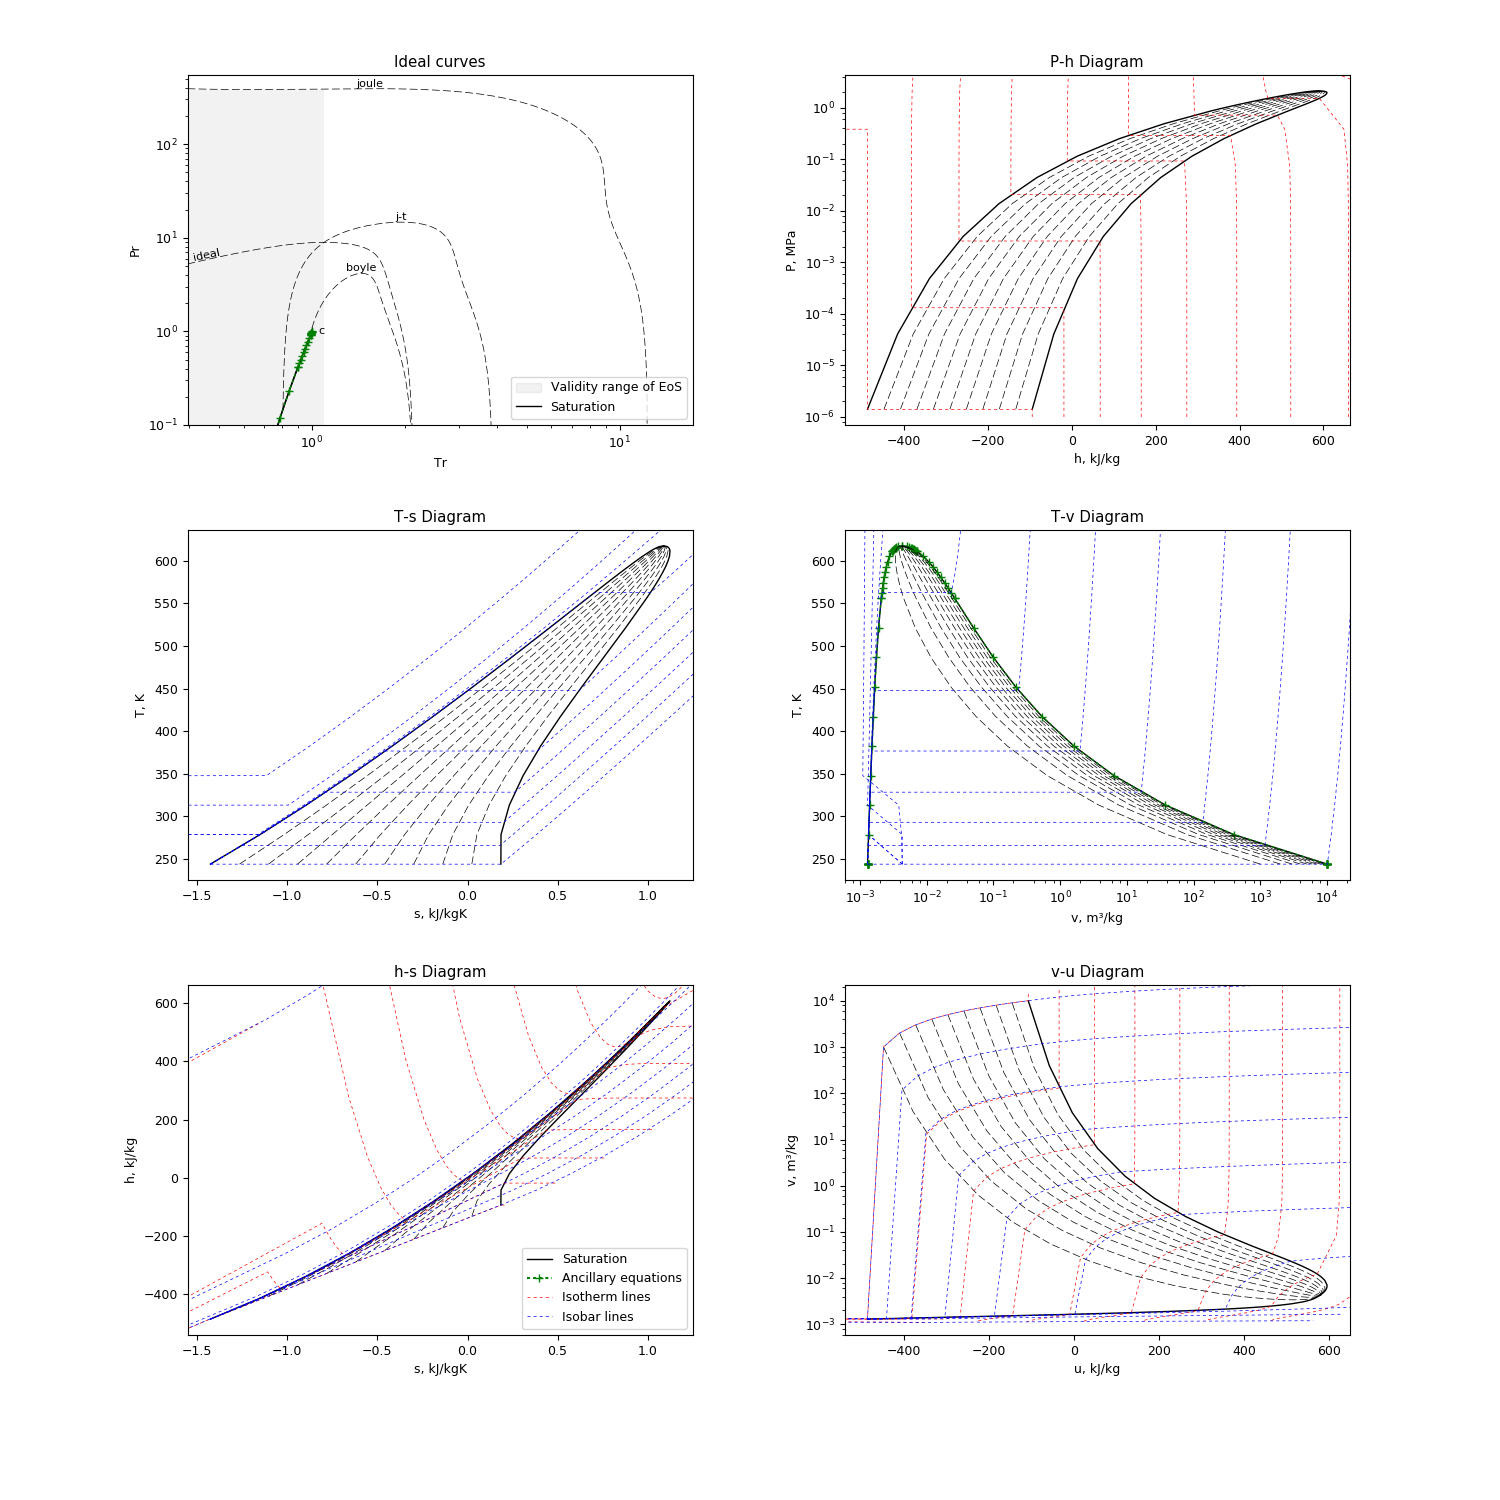 Ideal curves
joule
j-t
ideal
boyle
c
Validity range of EoS
Saturation
10² 10¹ 10⁰ 10⁻¹
Pr
10⁰ 10¹
Tr
P-h Diagram
10⁰ 10⁻¹ 10⁻² 10⁻³ 10⁻⁴ 10⁻⁵ 10⁻⁶
P, MPa
−400 −200 0 200 400 600
h, kJ/kg
T-s Diagram
600 550 500 450 400 350 300 250
T, K
−1.5 −1.0 −0.5 0.0 0.5 1.0
s, kJ/kgK
T-v Diagram
600 550 500 450 400 350 300 250
T, K
10⁻³ 10⁻² 10⁻¹ 10⁰ 10¹ 10² 10³ 10⁴
v, m³/kg
h-s Diagram
600 400 200 0 −200 −400
h, kJ/kg
Saturation
Ancillary equations
Isotherm lines
Isobar lines
−1.5 −1.0 −0.5 0.0 0.5 1.0
s, kJ/kgK
v-u Diagram
10⁴ 10³ 10² 10¹ 10⁰ 10⁻¹ 10⁻² 10⁻³
v, m³/kg
−400 −200 0 200 400 600
u, kJ/kg